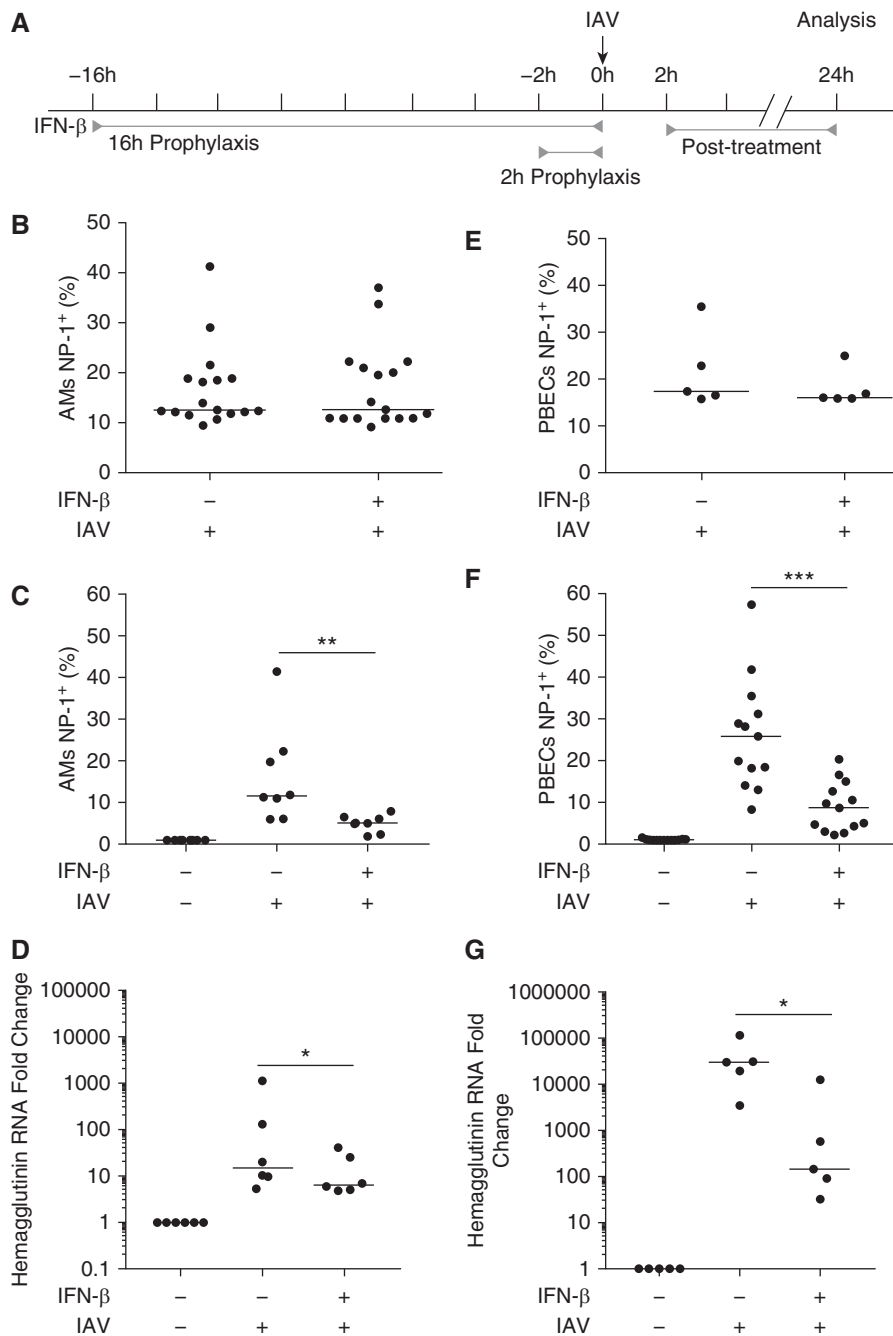 A
IAV
Analysis
–16h
–2h
0h
2h
24h
IFN-β
16h Prophylaxis
2h Prophylaxis
Post-treatment
B
AMs NP-1+ (%)
50
40
30
20
10
0
IFN-β – +
IAV + +
E
PBECs NP-1+ (%)
50
40
30
20
10
0
IFN-β – +
IAV + +
C
AMs NP-1+ (%)
60
50
40
30
20
10
0
**
IFN-β – – +
IAV – + +
F
PBECs NP-1+ (%)
60
50
40
30
20
10
0
***
IFN-β – – +
IAV – + +
D
Hemagglutinin RNA Fold Change
100000
1000
100
10
1
0.1
*
IFN-β – – +
IAV – + +
G
Hemagglutinin RNA Fold
Change
1000000
100000
10000
1000
100
10
1
*
IFN-β – – +
IAV – + +